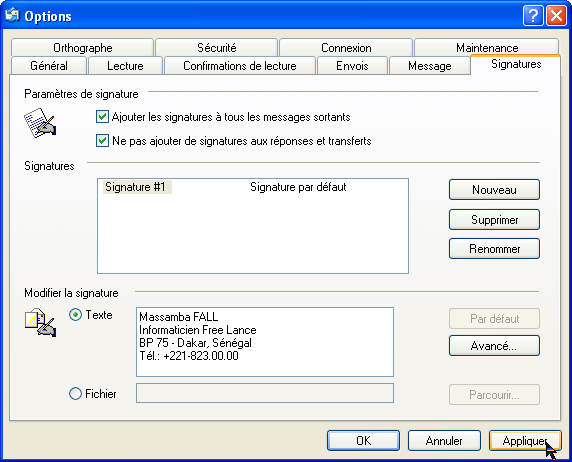 Options
Orthographe Sécurité Connexion Maintenance
Général Lecture Confirmations de lecture Envois Message Signatures
Paramètres de signature
Ajouter les signatures à tous les messages sortants
Ne pas ajouter de signatures aux réponses et transferts
Signatures
Signature #1 Signature par défaut
Nouveau
Supprimer
Renommer
Modifier la signature
Texte
Massamba FALL
Informaticien Free Lance
BP 75 - Dakar, Sénégal
Tél.: +221-823.00.00
Par défaut
Avancé...
Fichier
Parcourir...
OK Annuler Appliquer